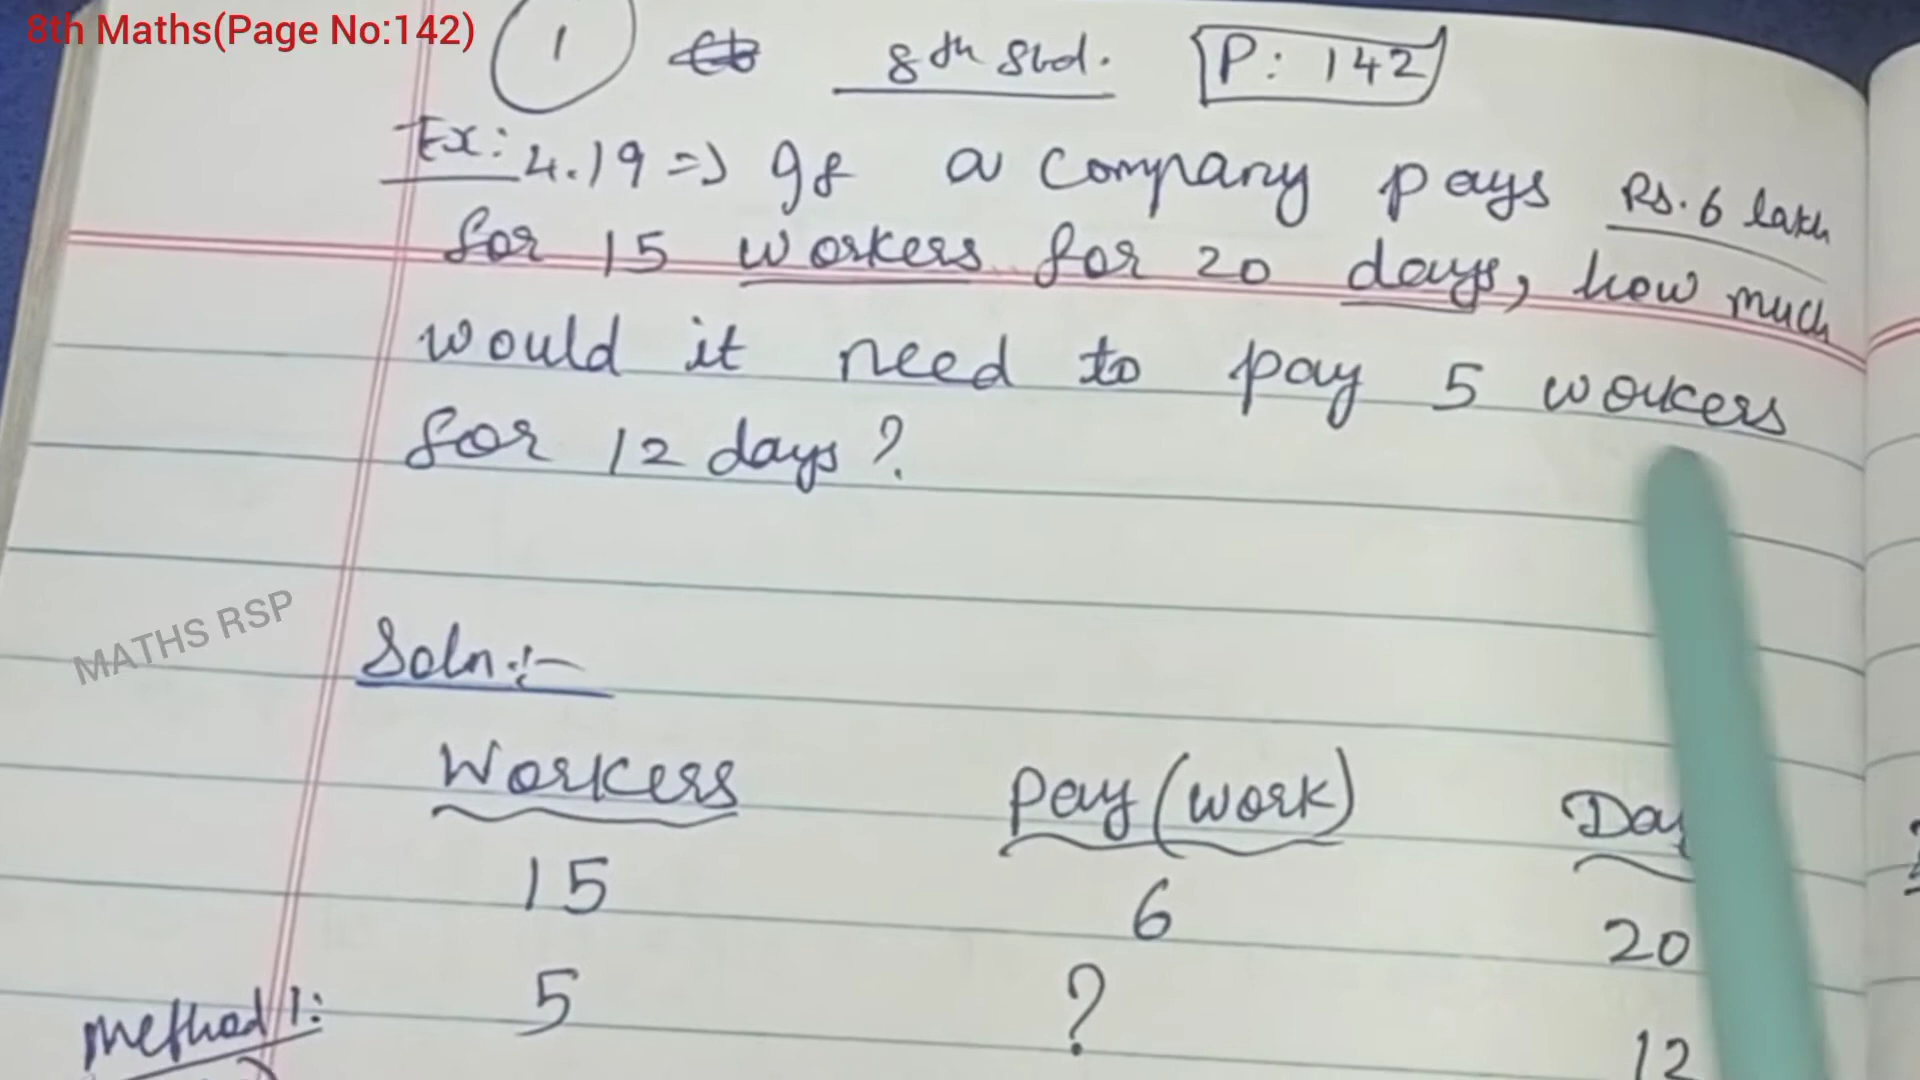 8th Maths(Page No:142)
1 8th Std. P: 142
Ex: 4.19 => If a company pays Rs. 6 lakh
for 15 workers for 20 days, how much
would it need to pay 5 workers
for 12 days?
MATHS RSP
Soln:-
Workers Pay (work) Day
15 6 20
5 ? 12
Method 1: